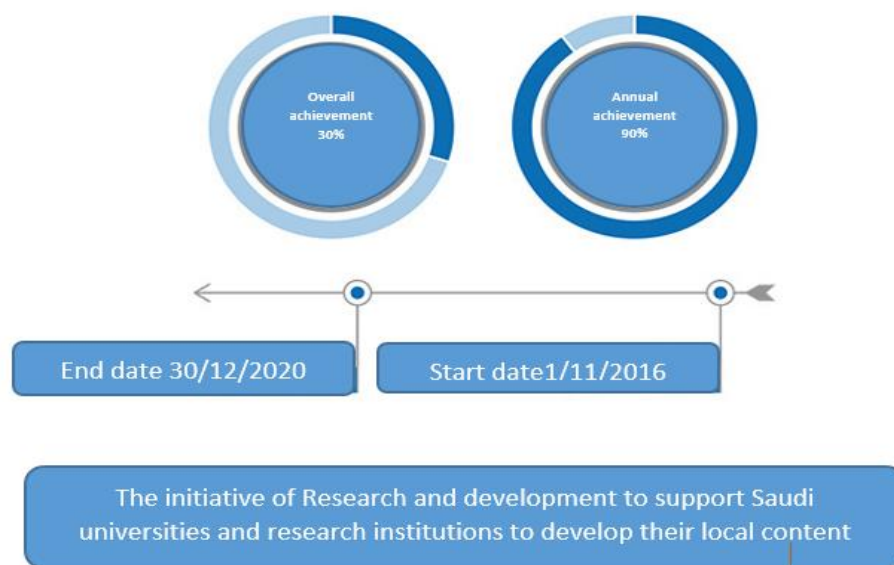 Overall
achievement
30%
Annual
achievement
90%
End date 30/12/2020
Start date1/11/2016
The initiative of Research and development to support Saudi
universities and research institutions to develop their local content